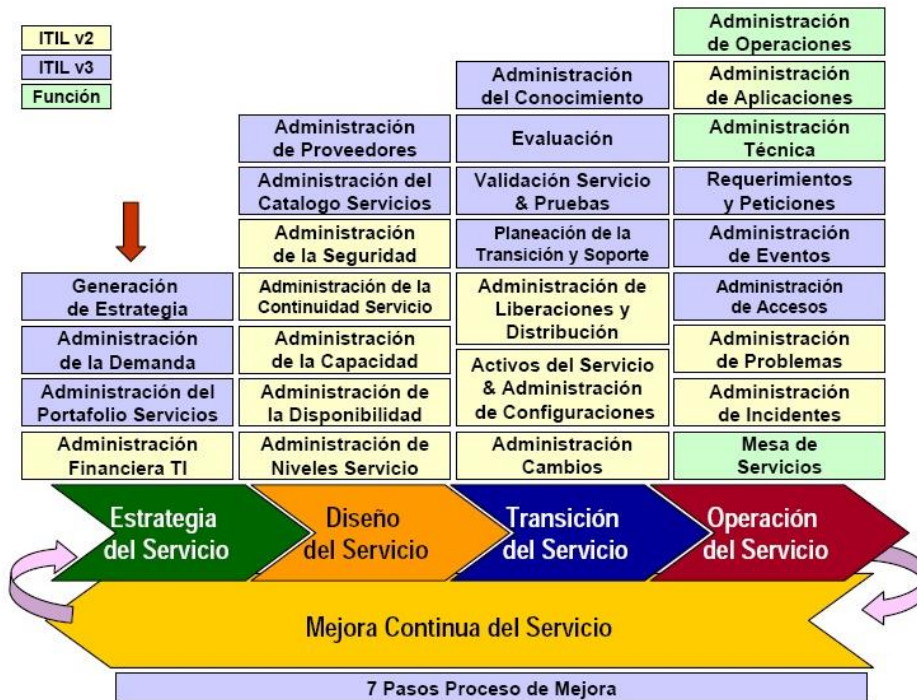 ITIL v2
ITIL v3
Función
Generación
de Estrategia
Administración
de la Demanda
Administración del
Portafolio Servicios
Administración
Financiera TI
Administración
de Proveedores
Administración del
Catalogo Servicios
Administración
de la Seguridad
Administración de la
Continuidad Servicio
Administración
de la Capacidad
Administración de
la Disponibilidad
Administración de
Niveles Servicio
Administración
del Conocimiento
Evaluación
Validación Servicio
& Pruebas
Planeación de la
Transición y Soporte
Administración de
Liberaciones y
Distribución
Activos del Servicio
& Administración
de Configuraciones
Administración
Cambios
Administración
de Operaciones
Administración
de Aplicaciones
Administración
Técnica
Requerimientos
y Peticiones
Administración
de Eventos
Administración
de Accesos
Administración
de Problemas
Administración
de Incidentes
Mesa de
Servicios
Estrategia
del Servicio
Diseño
del Servicio
Transición
del Servicio
Operación
del Servicio
Mejora Continua del Servicio
7 Pasos Proceso de Mejora